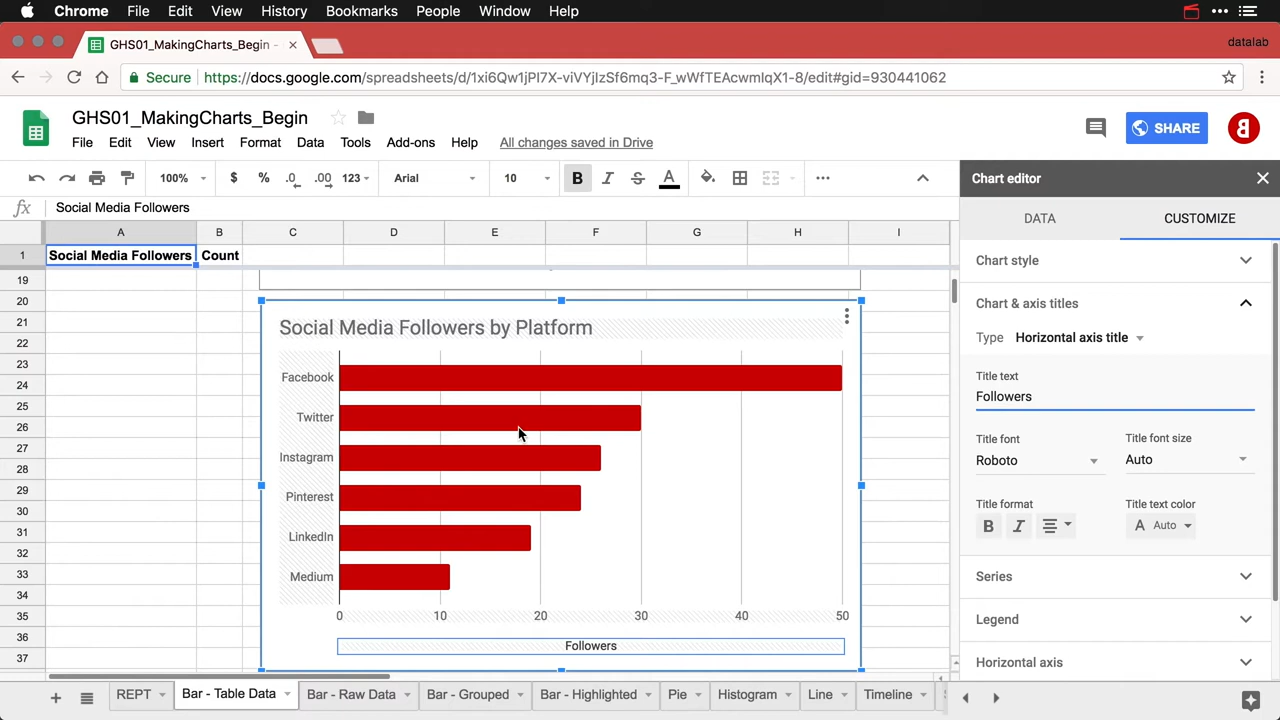 Chrome File Edit View History Bookmarks People Window Help
GHS01_MakingCharts_Begin - × datalab
Secure https://docs.google.com/spreadsheets/d/1xi6Qw1jPI7X-viVYjIzSf6mq3-F_wWfTEAcwmIqX1-8/edit#gid=930441062
GHS01_MakingCharts_Begin
File Edit View Insert Format Data Tools Add-ons Help All changes saved in Drive
SHARE
100% $ % .0 .00 123 Arial 10 B I S A
Chart editor
fx Social Media Followers
DATA CUSTOMIZE
A B C D E F G H I
1 Social Media Followers Count
Chart style
19
20
21
22
23
24
25
26
27
28
29
30
31
32
33
34
35
36
37
Social Media Followers by Platform
Facebook
Twitter
Instagram
Pinterest
LinkedIn
Medium
0 10 20 30 40 50
Followers
Chart & axis titles
Type Horizontal axis title
Title text
Followers
Title font Title font size
Roboto Auto
Title format Title text color
B I A Auto
Series
Legend
Horizontal axis
REPT Bar - Table Data Bar - Raw Data Bar - Grouped Bar - Highlighted Pie Histogram Line Timeline